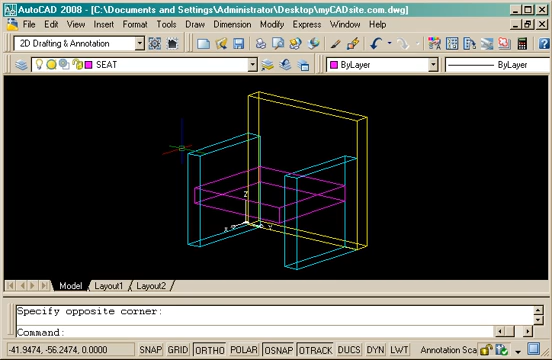 AutoCAD 2008 - [C:\Documents and Settings\Administrator\Desktop\myCADsite.com.dwg]
File Edit View Insert Format Tools Draw Dimension Modify Express Window Help
2D Drafting & Annotation
SEAT ByLayer ByLayer
Z
X Y
Model Layout1 Layout2
Specify opposite corner:
Command:
-41.9474, -56.2474, 0.0000 SNAP GRID ORTHO POLAR OSNAP OTRACK DUCS DYN LWT Annotation Sca